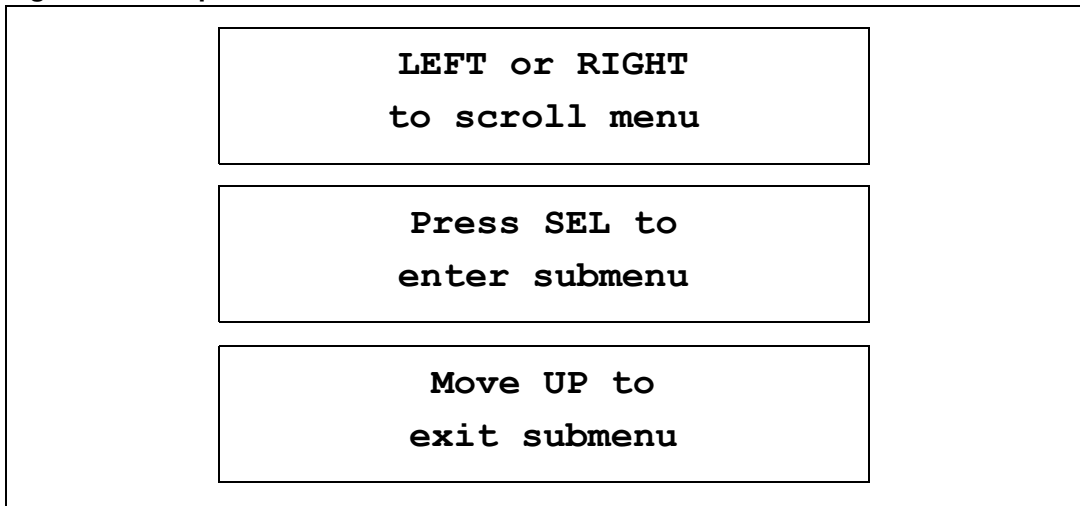 LEFT or RIGHT
to scroll menu
Press SEL to
enter submenu
Move UP to
exit submenu